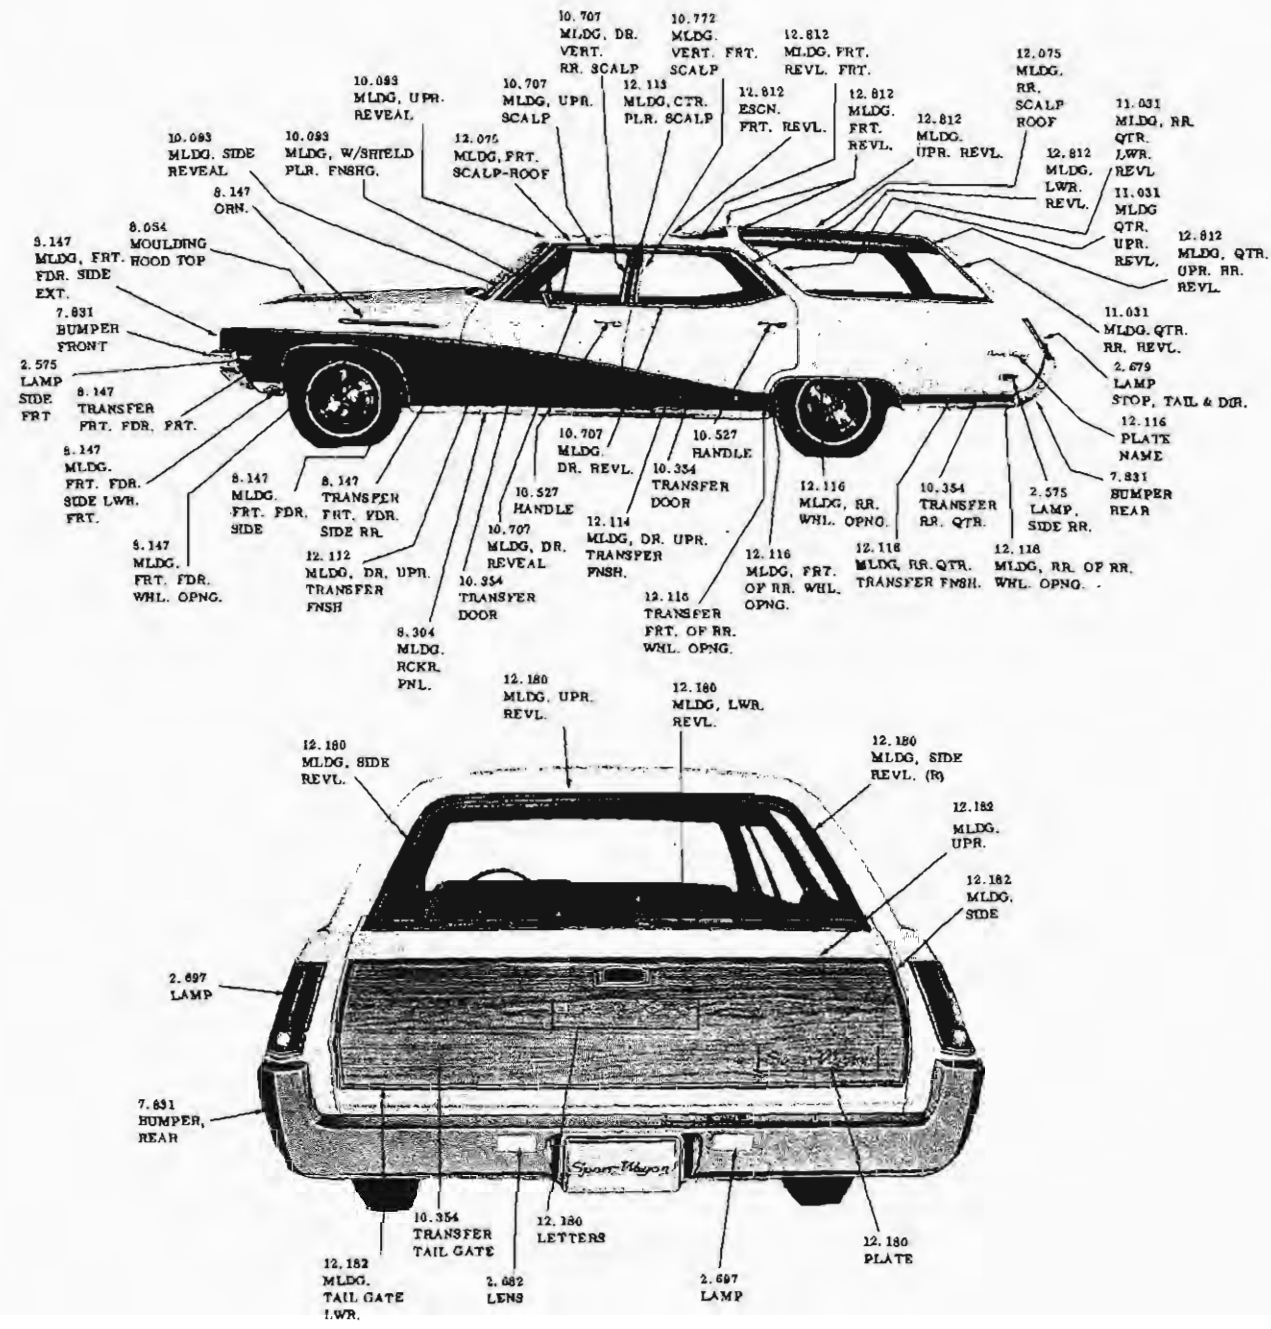 10.707
MLDG, DR.
VERT.
RR. SCALP
10.772
MLDG.
VERT. FRT.
SCALP
12.812
MLDG. FRT.
REVL. FRT.
12.075
MLDG.
RR.
SCALP
ROOF
10.093
MLDG, UPR.
REVEAL
10.707
MLDG, UPR.
SCALP
12.113
MLDG, CTR.
PLR. SCALP
12.812
ESCN.
FRT. REVL.
12.812
MLDG.
FRT.
REVL.
12.812
MLDG.
UPR. REVL.
11.031
MLDG, RR.
QTR.
LWR.
REVL
10.093
MLDG. SIDE
REVEAL
10.093
MLDG, W/SHIELD
PLR. FNSHG.
12.075
MLDG, FRT.
SCALP-ROOF
12.812
MLDG.
LWR.
REVL.
11.031
MLDG
QTR.
UPR.
REVL.
8.147
ORN.
8.147
MLDG, FRT.
FDR. SIDE
EXT.
8.054
MOULDING
HOOD TOP
12.812
MLDG, QTR.
UPR. RR.
REVL.
7.831
BUMPER
FRONT
11.031
MLDG. QTR.
RR. REVL.
2.575
LAMP
SIDE
FRT
8.147
TRANSFER
FRT. FDR. FRT.
2.679
LAMP
STOP, TAIL & DIR.
12.116
PLATE
NAME
8.147
MLDG.
FRT. FDR.
SIDE LWR.
FRT.
8.147
MLDG.
FRT. FDR.
SIDE
8.147
TRANSFER
FRT. FDR.
SIDE RR.
10.527
HANDLE
10.707
MLDG.
DR. REVL.
10.354
TRANSFER
DOOR
10.527
HANDLE
12.116
MLDG, RR.
WHL. OPNG.
10.354
TRANSFER
RR. QTR.
2.575
LAMP,
SIDE RR.
7.831
BUMPER
REAR
8.147
MLDG.
FRT. FDR.
WHL. OPNG.
12.112
MLDG, DR, UPR.
TRANSFER
FNSH
10.354
TRANSFER
DOOR
10.707
MLDG, DR.
REVEAL
12.114
MLDG, DR. UPR.
TRANSFER
FNSH.
12.116
TRANSFER
FRT. OF RR.
WHL. OPNG.
12.116
MLDG, FRT.
OF RR. WHL.
OPNG.
12.118
MLDG, RR. QTR.
TRANSFER FNSH.
12.118
MLDG, RR. OF RR.
WHL. OPNG.
8.304
MLDG.
RCKR.
PNL.
12.180
MLDG, UPR.
REVL.
12.180
MLDG, LWR.
REVL.
12.180
MLDG, SIDE
REVL.
12.180
MLDG, SIDE
REVL. (R)
12.182
MLDG.
UPR.
12.182
MLDG.
SIDE
2.697
LAMP
7.831
BUMPER,
REAR
Sport Wagon
10.354
TRANSFER
TAIL GATE
12.180
LETTERS
12.180
PLATE
12.182
MLDG.
TAIL GATE
LWR.
2.682
LENS
2.697
LAMP